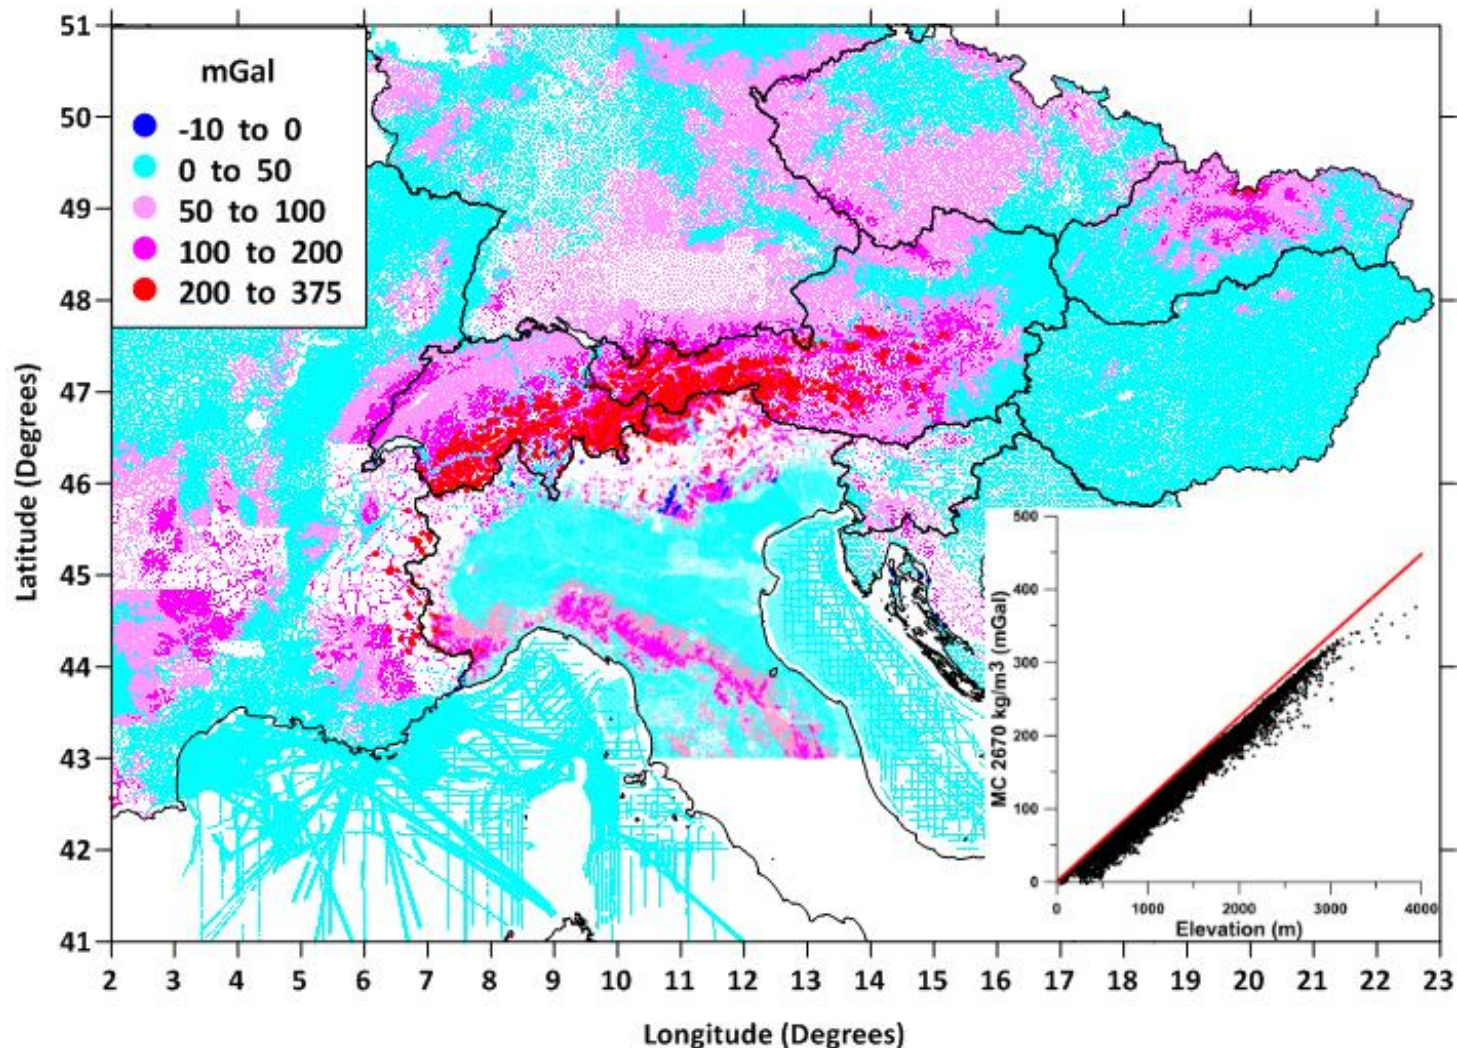 mGal
-10 to 0
0 to 50
50 to 100
100 to 200
200 to 375
51
50
49
48
47
46
45
44
43
42
41
Latitude (Degrees)
2 3 4 5 6 7 8 9 10 11 12 13 14 15 16 17 18 19 20 21 22 23
Longitude (Degrees)
500
400
300
200
100
0
MC 2670 kg/m3 (mGal)
0 1000 2000 3000 4000
Elevation (m)